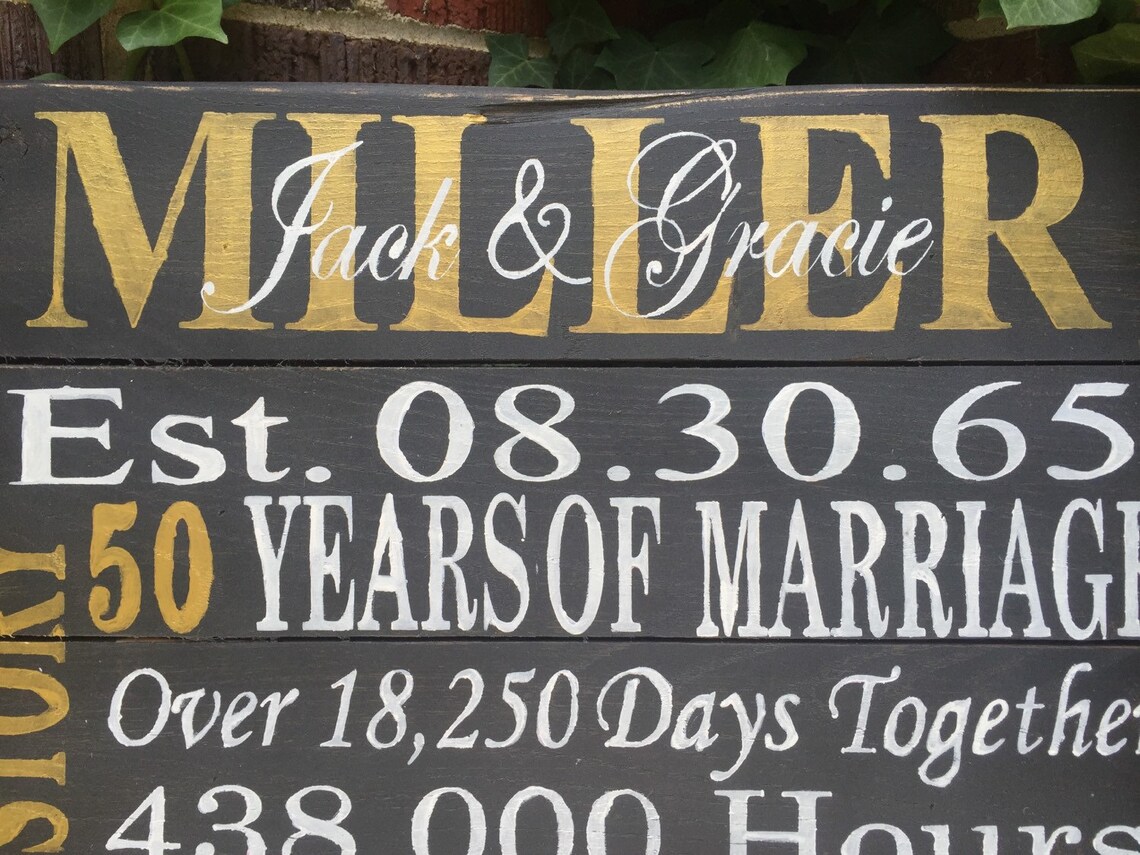 MILLER
Jack & Gracie
Est. 08.30.65
50 YEARS OF MARRIAGE
Over 18,250 Days Together
438,000 Hours
STORY